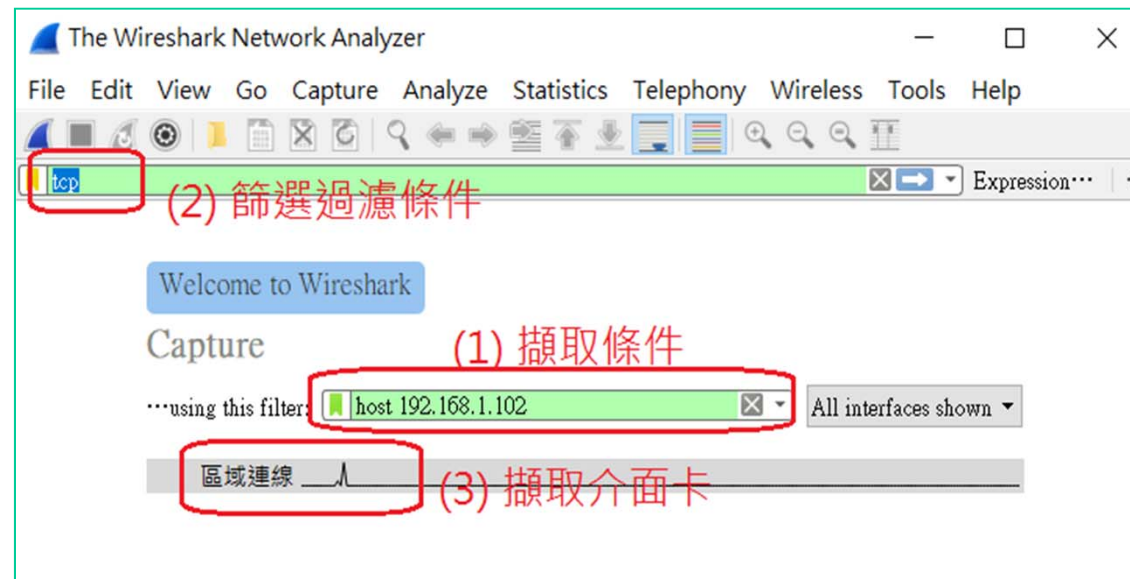 The Wireshark Network Analyzer
File Edit View Go Capture Analyze Statistics Telephony Wireless Tools Help
tcp
Expression…
(2) 篩選過濾條件
Welcome to Wireshark
Capture
(1) 擷取條件
…using this filter: host 192.168.1.102 All interfaces shown
區域連線
(3) 擷取介面卡